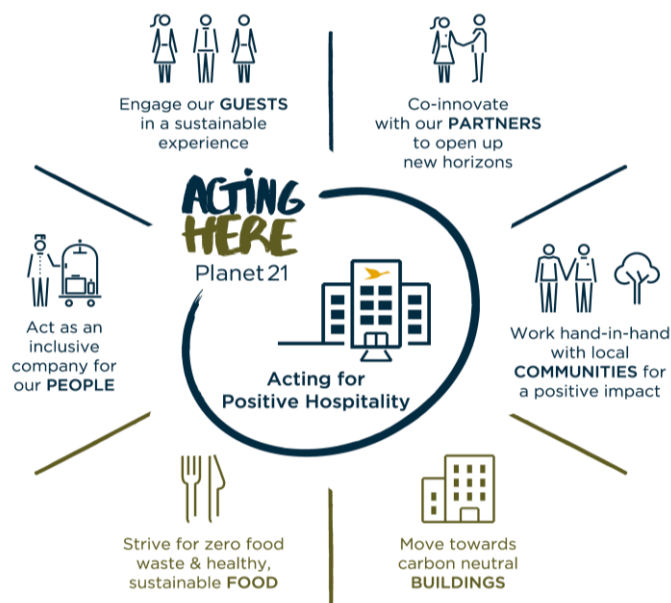 Engage our GUESTS
in a sustainable
experience
Co-innovate
with our PARTNERS
to open up
new horizons
ACTING
HERE
Planet 21
Acting for
Positive Hospitality
Act as an
inclusive
company for
our PEOPLE
Work hand-in-hand
with local
COMMUNITIES for
a positive impact
Strive for zero food
waste & healthy,
sustainable FOOD
Move towards
carbon neutral
BUILDINGS